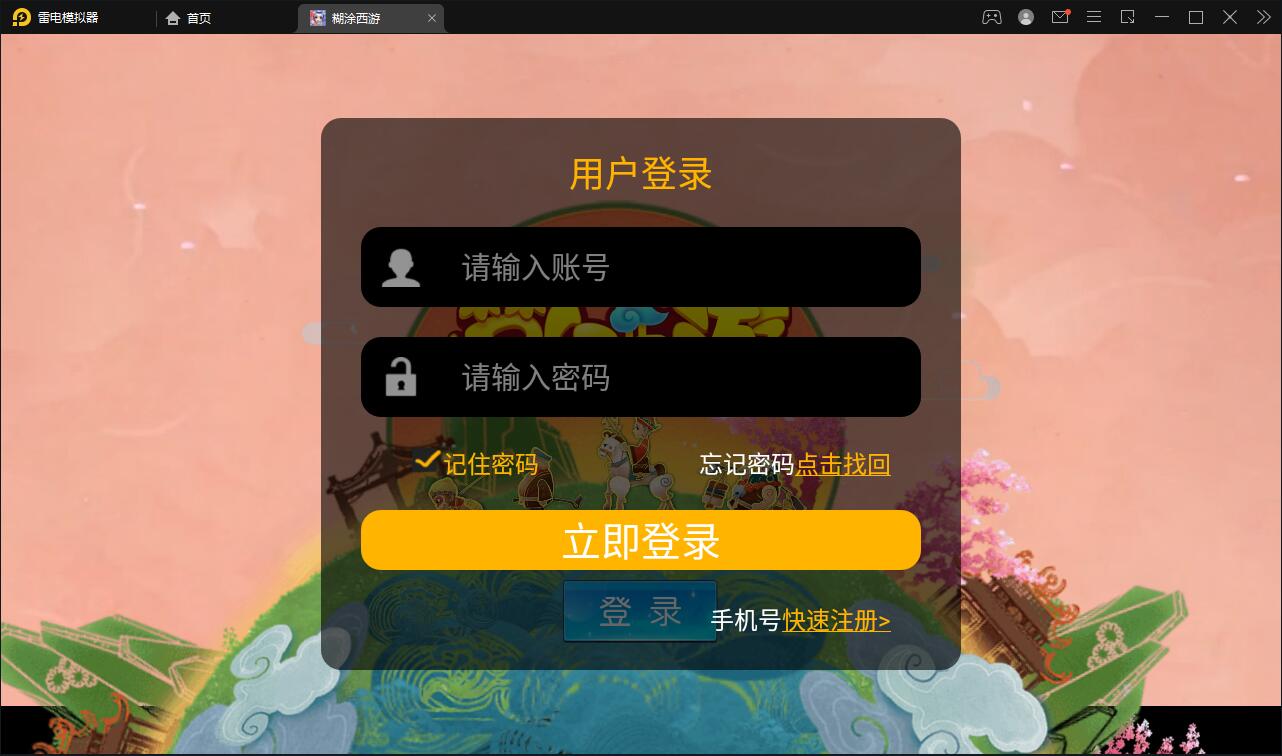 雷电模拟器
首页
糊涂西游
用户登录
请输入账号
请输入密码
记住密码
忘记密码点击找回
立即登录
登 录
手机号快速注册>